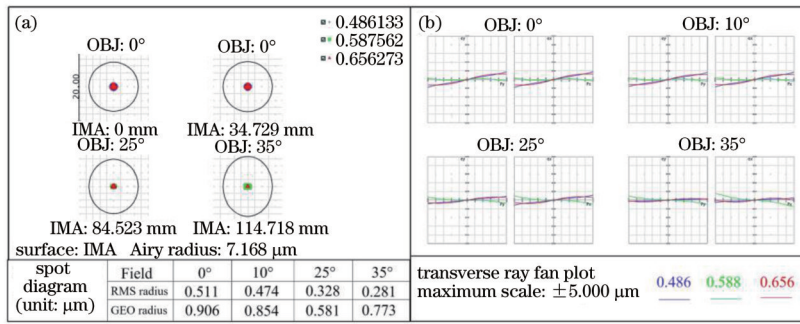 (a)
0.486133
0.587562
0.656273
OBJ: 0° OBJ: 0°
20.00
IMA: 0 mm IMA: 34.729 mm
OBJ: 25° OBJ: 35°
IMA: 84.523 mm IMA: 114.718 mm
surface: IMA Airy radius: 7.168 μm
spot diagram (unit: μm)
Field 0° 10° 25° 35°
RMS radius 0.511 0.474 0.328 0.281
GEO radius 0.906 0.854 0.581 0.773
(b)
OBJ: 0° OBJ: 10°
OBJ: 25° OBJ: 35°
transverse ray fan plot
maximum scale: ±5.000 μm
0.486 0.588 0.656